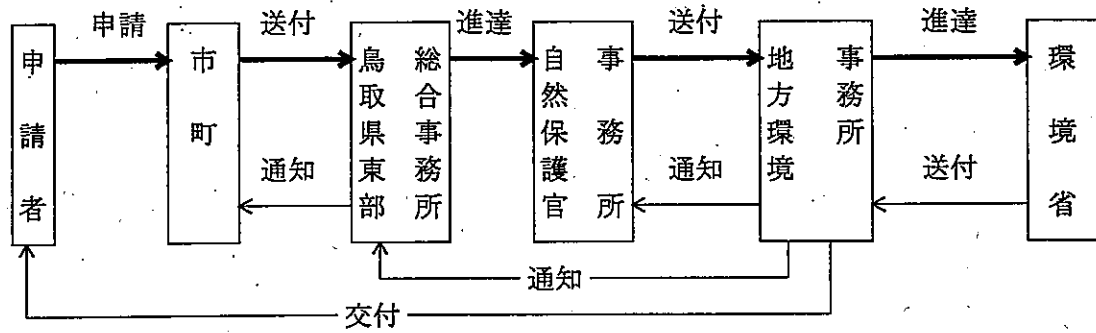 申請
送付
進達
送付
進達
申請者
市町
鳥取県東部
総合事務所
自然保護官
事務所
地方環境
事務所
環境省
通知
通知
送付
通知
交付